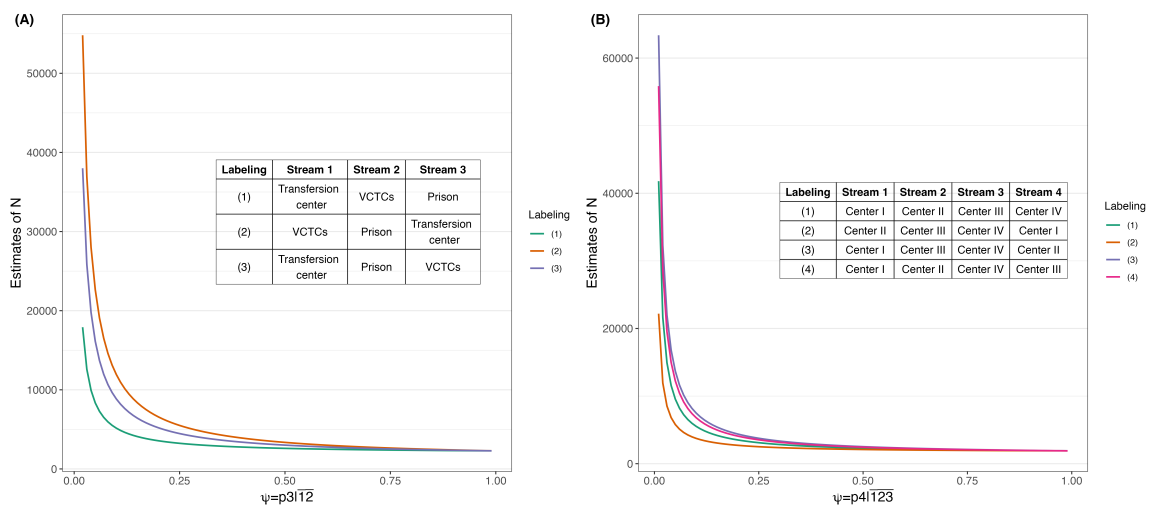 (A)
Estimates of N
50000
40000
30000
20000
10000
0
0.00 0.25 0.50 0.75 1.00
ψ=p3|12
Labeling Stream 1 Stream 2 Stream 3
(1) Transfersion center VCTCs Prison
(2) VCTCs Prison Transfersion center
(3) Transfersion center Prison VCTCs
Labeling
(1)
(2)
(3)
(B)
Estimates of N
60000
40000
20000
0
0.00 0.25 0.50 0.75 1.00
ψ=p4|123
Labeling Stream 1 Stream 2 Stream 3 Stream 4
(1) Center I Center II Center III Center IV
(2) Center II Center III Center IV Center I
(3) Center I Center III Center IV Center II
(4) Center I Center II Center IV Center III
Labeling
(1)
(2)
(3)
(4)